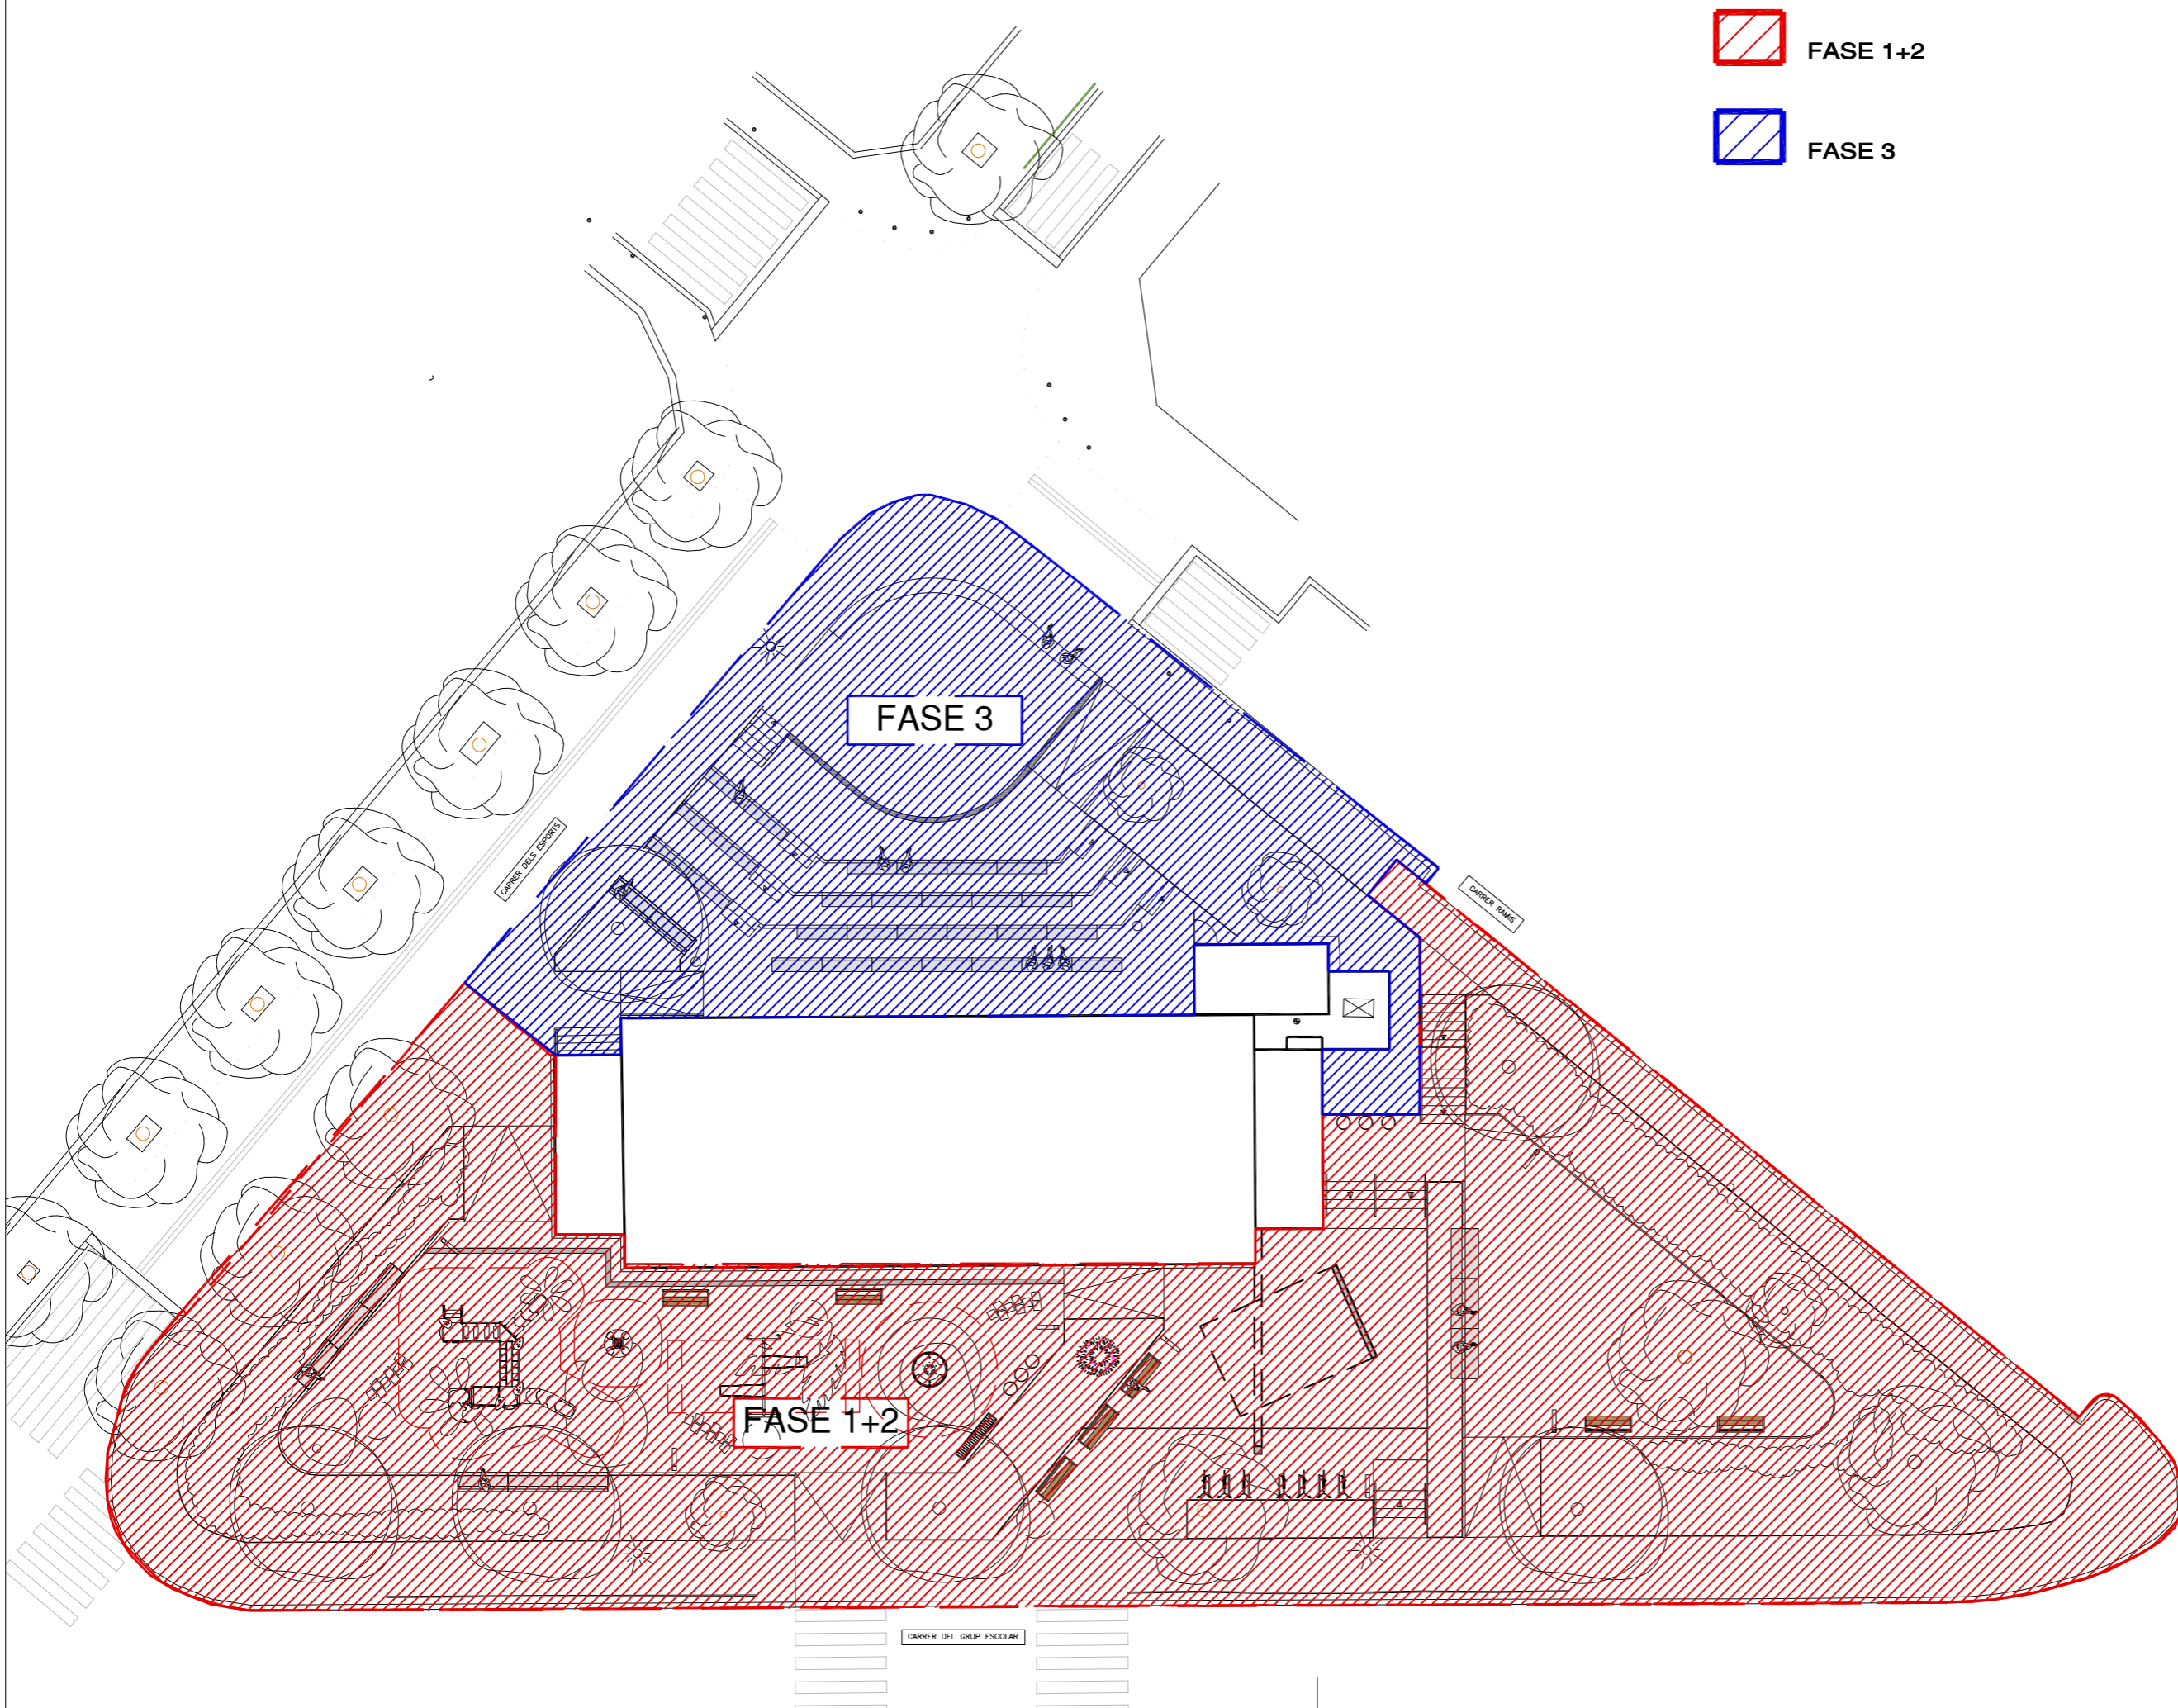 FASE 1+2
FASE 3
FASE 3
CARRER DELS ESPORTS
CARRER RAMIS
FASE 1+2
CARRER DEL GRUP ESCOLAR